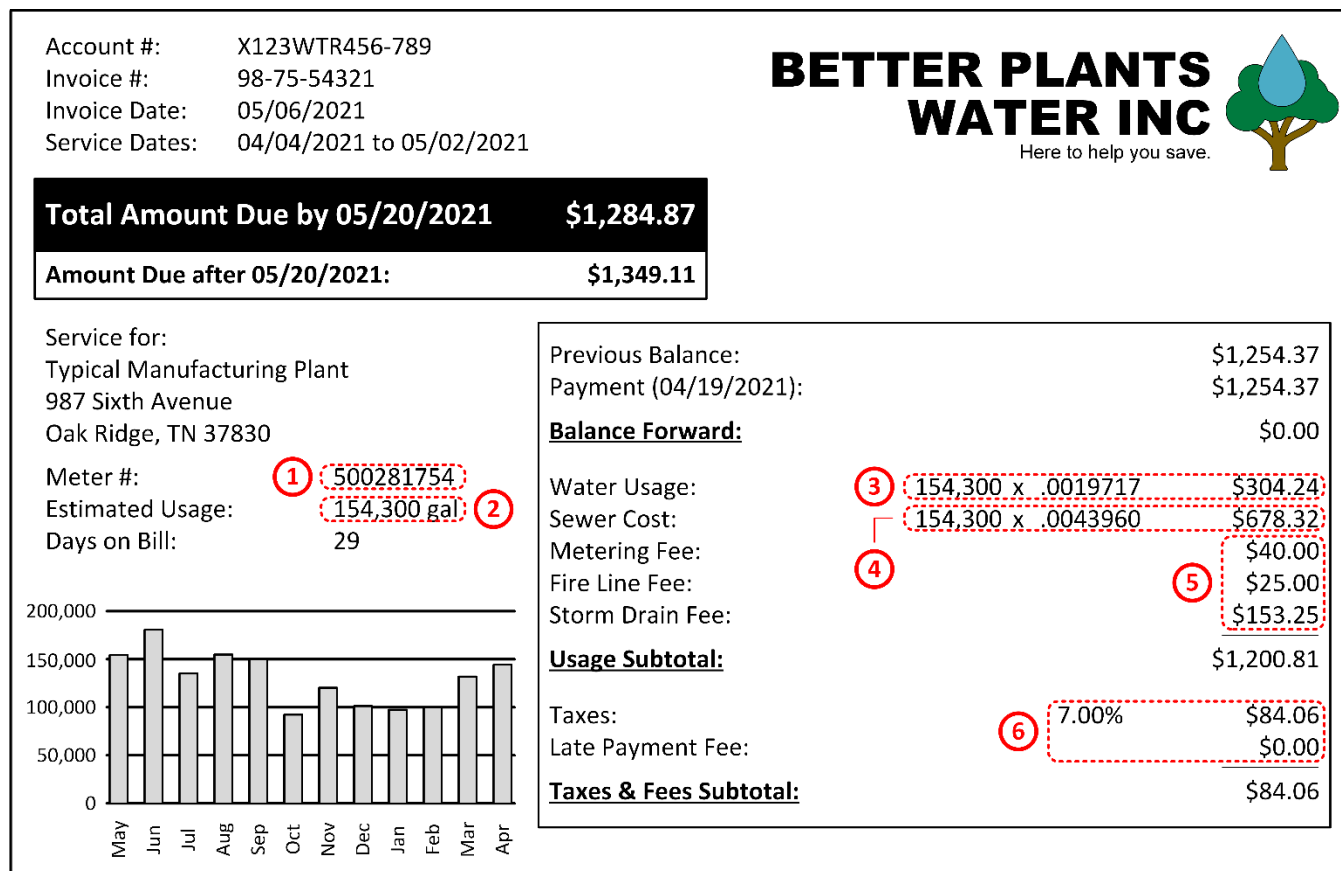 Account #: X123WTR456-789
Invoice #: 98-75-54321
Invoice Date: 05/06/2021
Service Dates: 04/04/2021 to 05/02/2021
BETTER PLANTS
WATER INC
Here to help you save.
Total Amount Due by 05/20/2021 $1,284.87
Amount Due after 05/20/2021: $1,349.11
Service for:
Typical Manufacturing Plant
987 Sixth Avenue
Oak Ridge, TN 37830
Meter #: 1 500281754
Estimated Usage: 154,300 gal 2
Days on Bill: 29
200,000
150,000
100,000
50,000
0
May Jun Jul Aug Sep Oct Nov Dec Jan Feb Mar Apr
Previous Balance: $1,254.37
Payment (04/19/2021): $1,254.37
Balance Forward: $0.00
Water Usage: 3 154,300 x .0019717 $304.24
Sewer Cost: 154,300 x .0043960 $678.32
Metering Fee: 4 $40.00
Fire Line Fee: 5 $25.00
Storm Drain Fee: $153.25
Usage Subtotal: $1,200.81
Taxes: 6 7.00% $84.06
Late Payment Fee: $0.00
Taxes & Fees Subtotal: $84.06